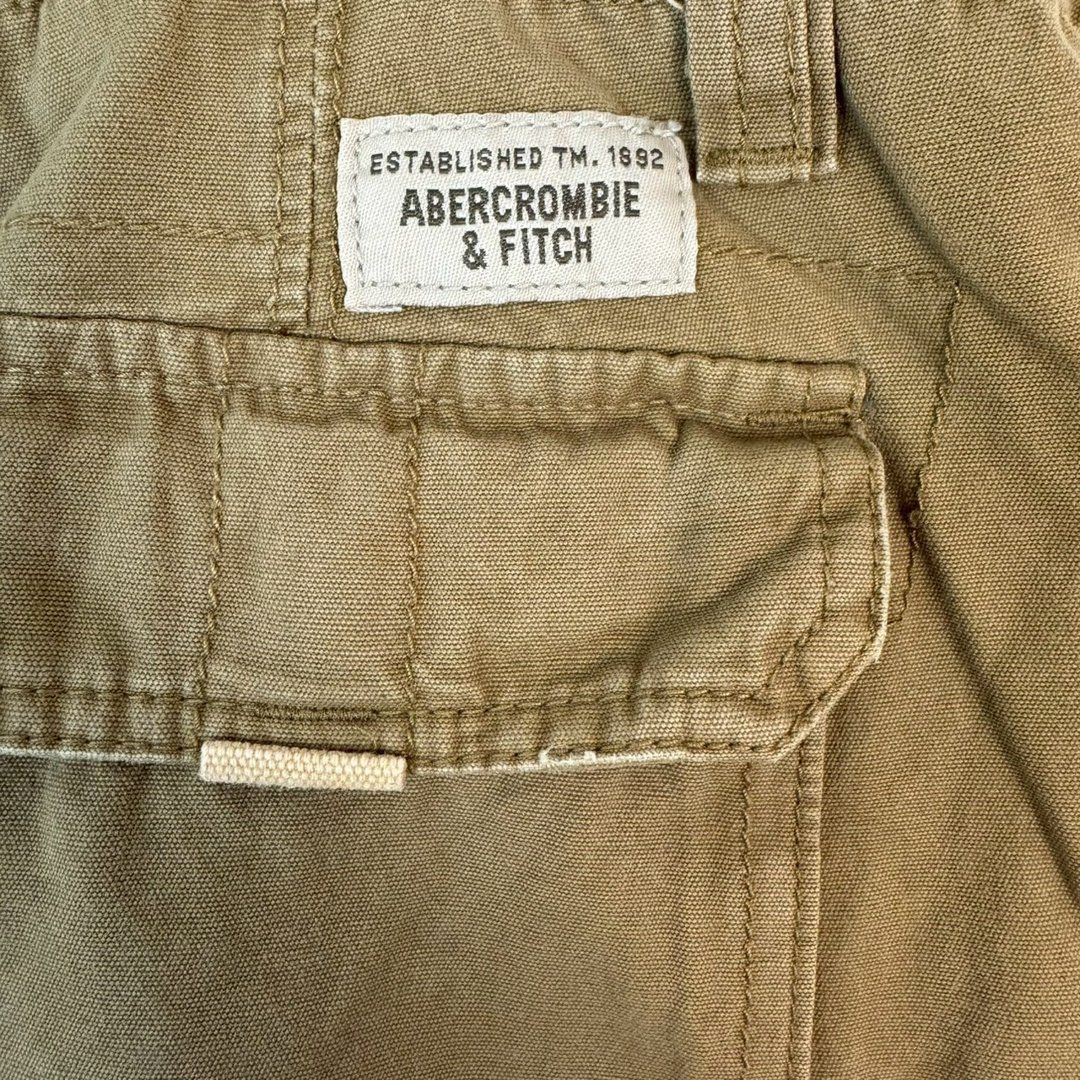 ESTABLISHED TM. 1892
ABERCROMBIE
& FITCH